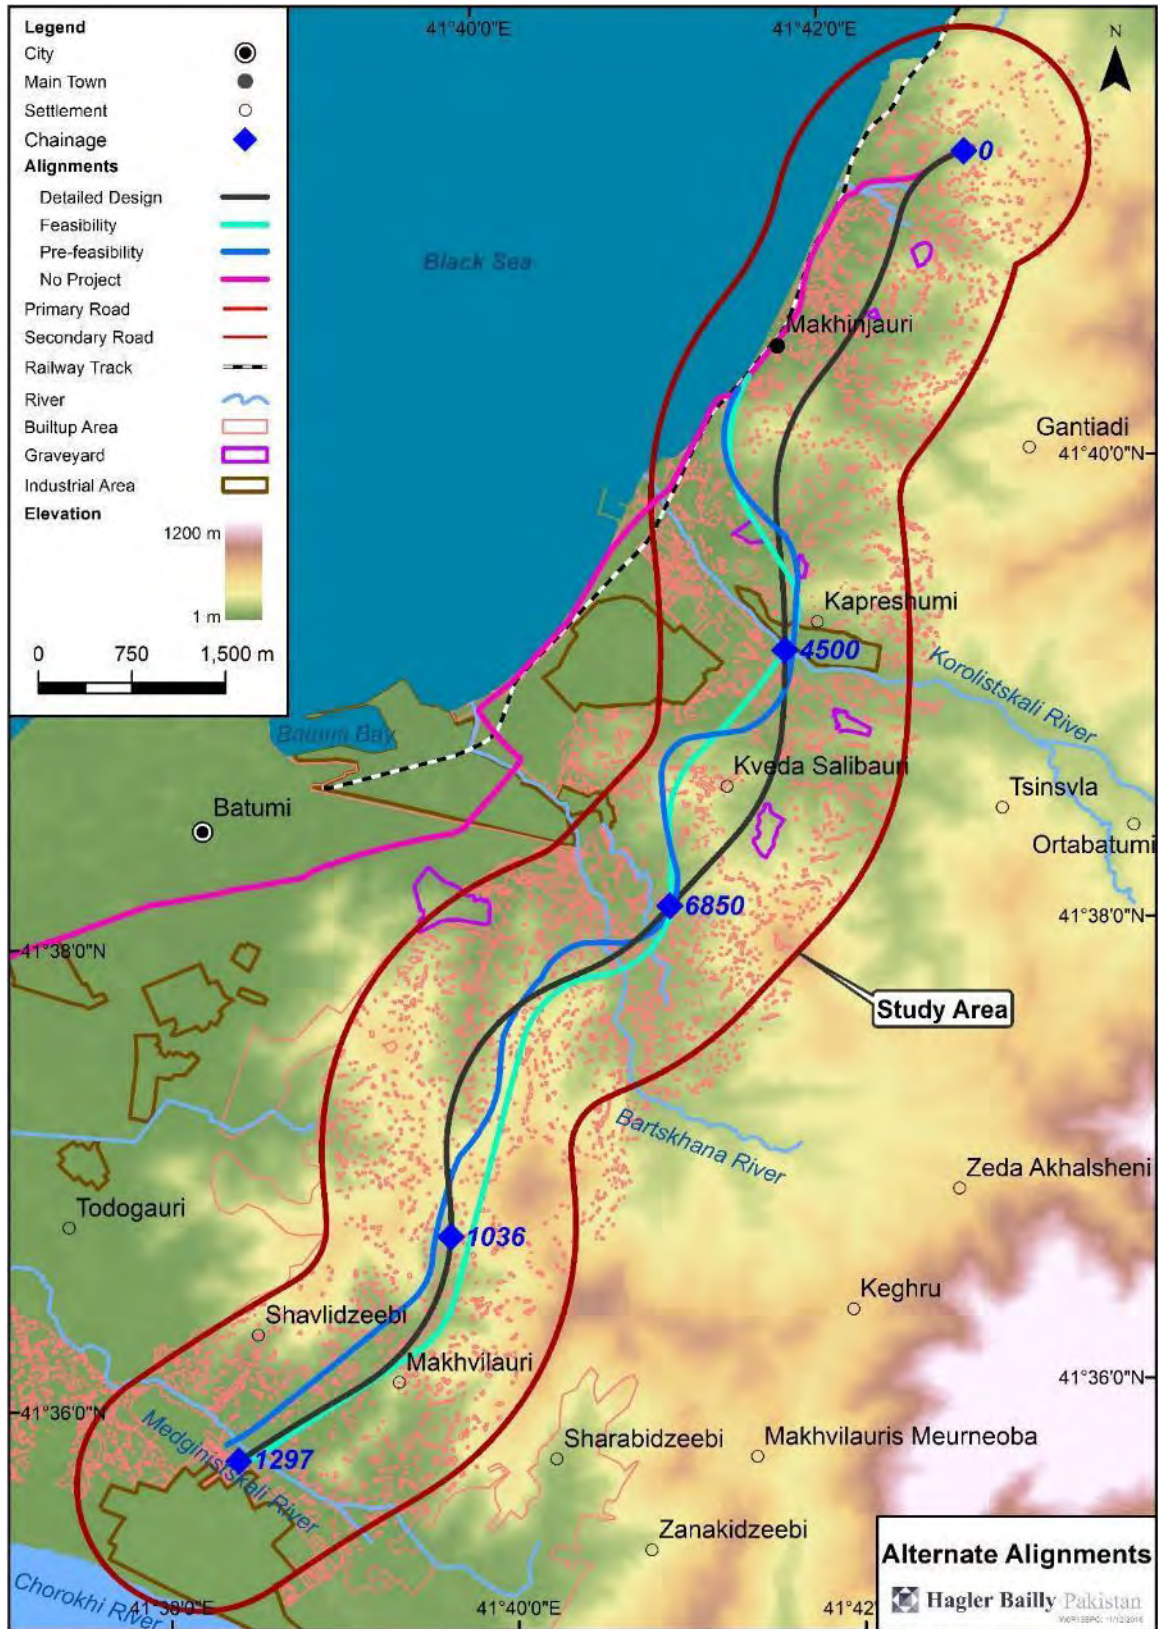 Legend
City
Main Town
Settlement
Chainage
Alignments
Detailed Design
Feasibility
Pre-feasibility
No Project
Primary Road
Secondary Road
Railway Track
River
Builtup Area
Graveyard
Industrial Area
Elevation
1200 m
1 m
0 750 1,500 m
41°40'0"E
41°42'0"E
N
0
Black Sea
Makhinjauri
Gantiadi
41°40'0"N
Kapreshumi
4500
Korolistskali River
Batumi Bay
Kveda Salibauri
Tsinsvla
Batumi
Ortabatumi
6850
41°38'0"N
41°38'0"N
Study Area
Bartskhana River
Zeda Akhalsheni
Todogauri
1036
Keghru
Shavlidzeebi
Makhvilauri
41°36'0"N
41°36'0"N
Medginistskali River
1297
Sharabidzeebi
Makhvilauris Meurneoba
Zanakidzeebi
Alternate Alignments
Hagler Bailly Pakistan
Chorokhi River
41°38'0"E
41°40'0"E
41°42'